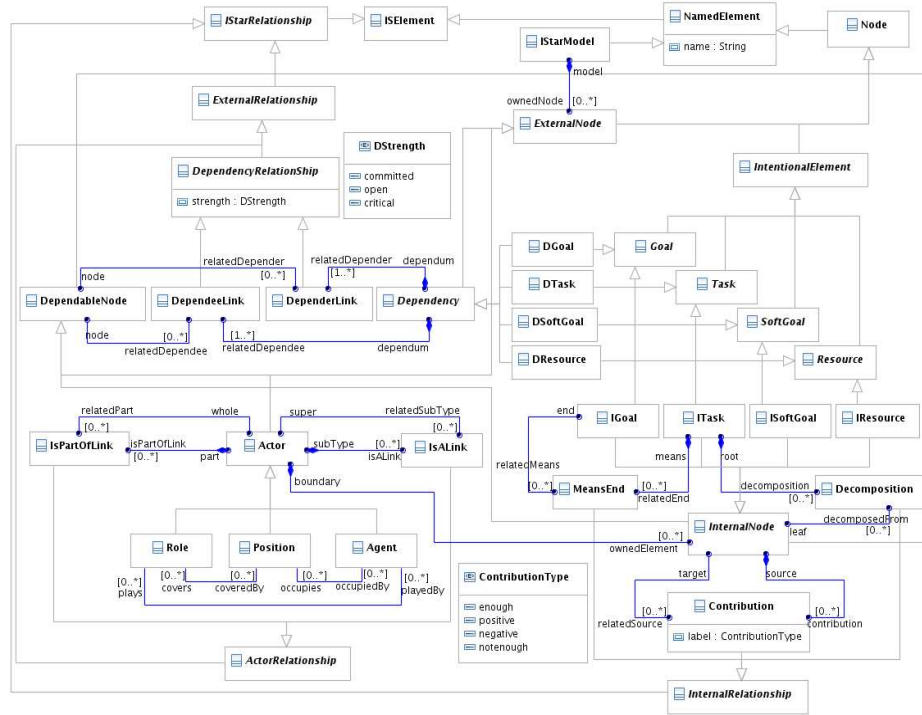 IStarRelationship
ISElement
NamedElement
name : String
Node
IStarModel
model
ownedNode [0..*]
ExternalRelationship
ExternalNode
DStrength
committed
open
critical
DependencyRelationShip
strength : DStrength
IntentionalElement
DGoal
Goal
DTask
Task
DSoftGoal
SoftGoal
DResource
Resource
relatedDepender
[0..*]
node
relatedDepender
[1..*]
dependum
DependableNode
DependeeLink
DependerLink
Dependency
node
[0..*]
relatedDependee
[1..*]
relatedDependee
dependum
relatedPart
[0..*]
whole
super
relatedSubType
[0..*]
IsPartOfLink
isPartOfLink
[0..*]
part
Actor
subType
[0..*]
isALink
IsALink
boundary
end
IGoal
ITask
ISoftGoal
IResource
relatedMeans
[0..*]
means
root
MeansEnd
[0..*]
relatedEnd
decomposition
[0..*]
Decomposition
decomposedFrom
[0..*]
leaf
InternalNode
[0..*]
ownedElement
Role
Position
Agent
[0..*]
plays
[0..*]
covers
[0..*]
coveredBy
[0..*]
occupies
[0..*]
occupiedBy
[0..*]
playedBy
target
source
ContributionType
enough
positive
negative
notenough
Contribution
label : ContributionType
[0..*]
relatedSource
[0..*]
contribution
ActorRelationship
InternalRelationship